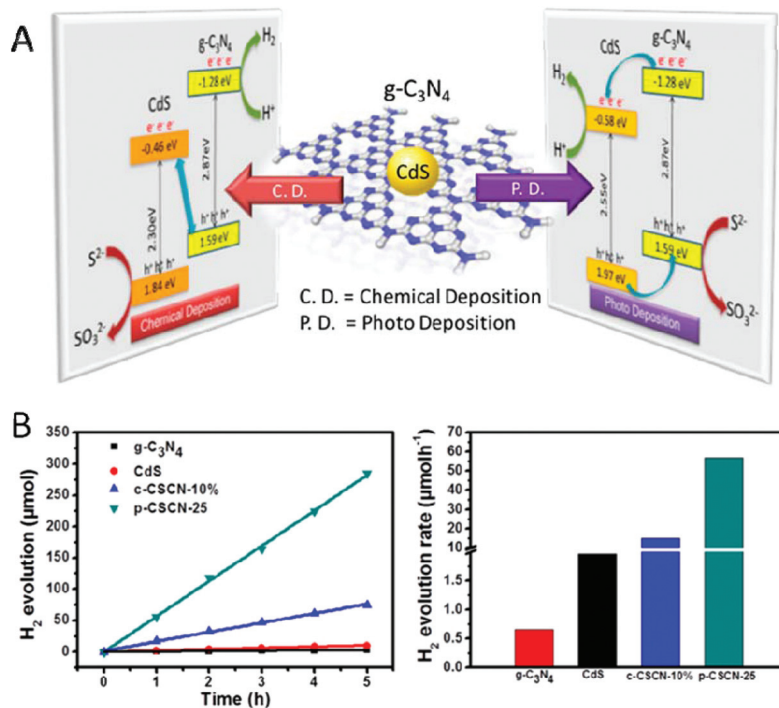 A
g-C₃N₄
H₂
e⁻ e⁻ e⁻
-1.28 eV
CdS
H⁺
e⁻ e⁻ e⁻
-0.46 eV
2.87eV
2.30eV
h⁺ h⁺ h⁺
1.59 eV
S²⁻
h⁺ h⁺ h⁺
1.84 eV
SO₃²⁻
Chemical Deposition
g-C₃N₄
CdS
C. D.
P. D.
C. D. = Chemical Deposition
P. D. = Photo Deposition
CdS
g-C₃N₄
e⁻ e⁻ e⁻
-1.28 eV
H₂
e⁻ e⁻ e⁻
-0.58 eV
H⁺
2.55eV
2.87eV
h⁺ h⁺ h⁺
1.59 eV
S²⁻
h⁺ h⁺ h⁺
1.97 eV
SO₃²⁻
Photo Deposition
B
H₂ evolution (μmol)
350
300
250
200
150
100
50
0
g-C₃N₄
CdS
c-CSCN-10%
p-CSCN-25
0 1 2 3 4 5
Time (h)
H₂ evolution rate (μmolh⁻¹)
70
60
50
40
30
20
10
1.5
1.0
0.5
0.0
g-C₃N₄ CdS c-CSCN-10% p-CSCN-25